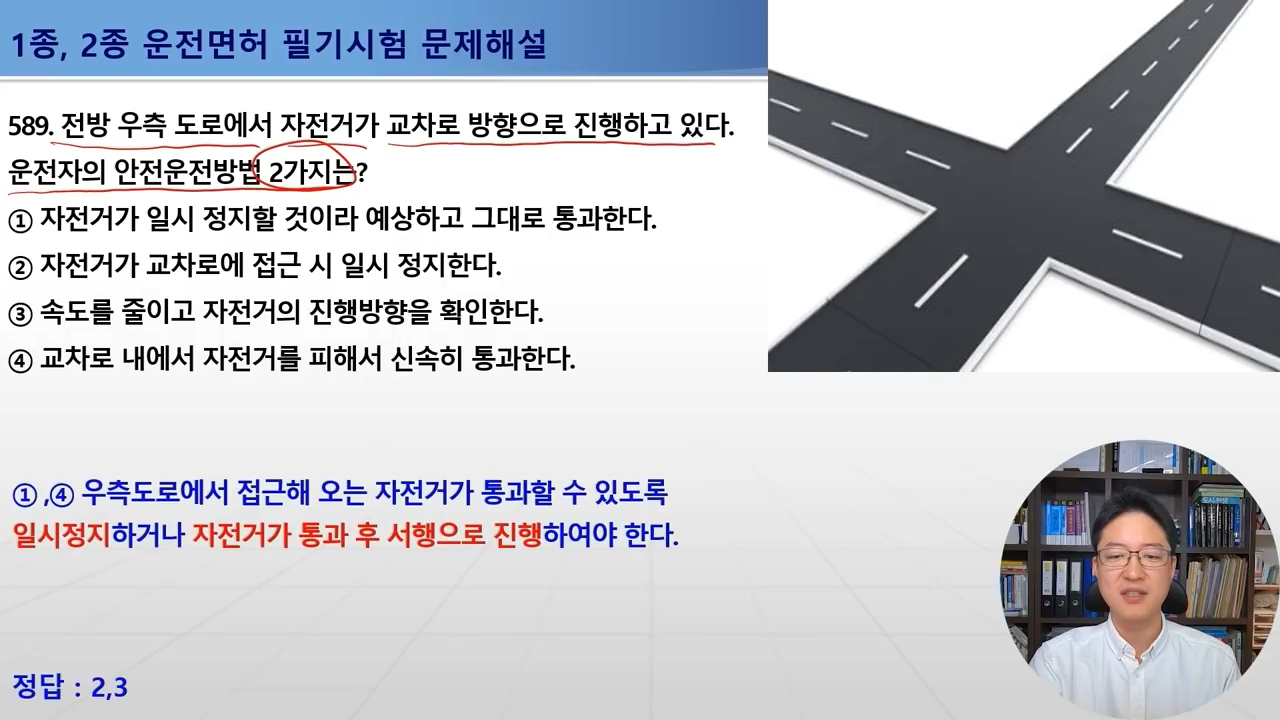 1종, 2종 운전면허 필기시험 문제해설
589. 전방 우측 도로에서 자전거가 교차로 방향으로 진행하고 있다.
운전자의 안전운전방법 2가지는?
① 자전거가 일시 정지할 것이라 예상하고 그대로 통과한다.
② 자전거가 교차로에 접근 시 일시 정지한다.
③ 속도를 줄이고 자전거의 진행방향을 확인한다.
④ 교차로 내에서 자전거를 피해서 신속히 통과한다.
① ,④ 우측도로에서 접근해 오는 자전거가 통과할 수 있도록
일시정지하거나 자전거가 통과 후 서행으로 진행하여야 한다.
정답 : 2,3